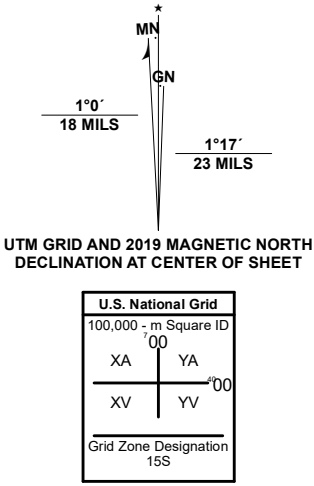 ★
MN
GN
1°0´
18 MILS
1°17´
23 MILS
UTM GRID AND 2019 MAGNETIC NORTH
DECLINATION AT CENTER OF SHEET
U.S. National Grid
100,000 - m Square ID
⁷00
XA YA
⁴⁰00
XV YV
Grid Zone Designation
15S